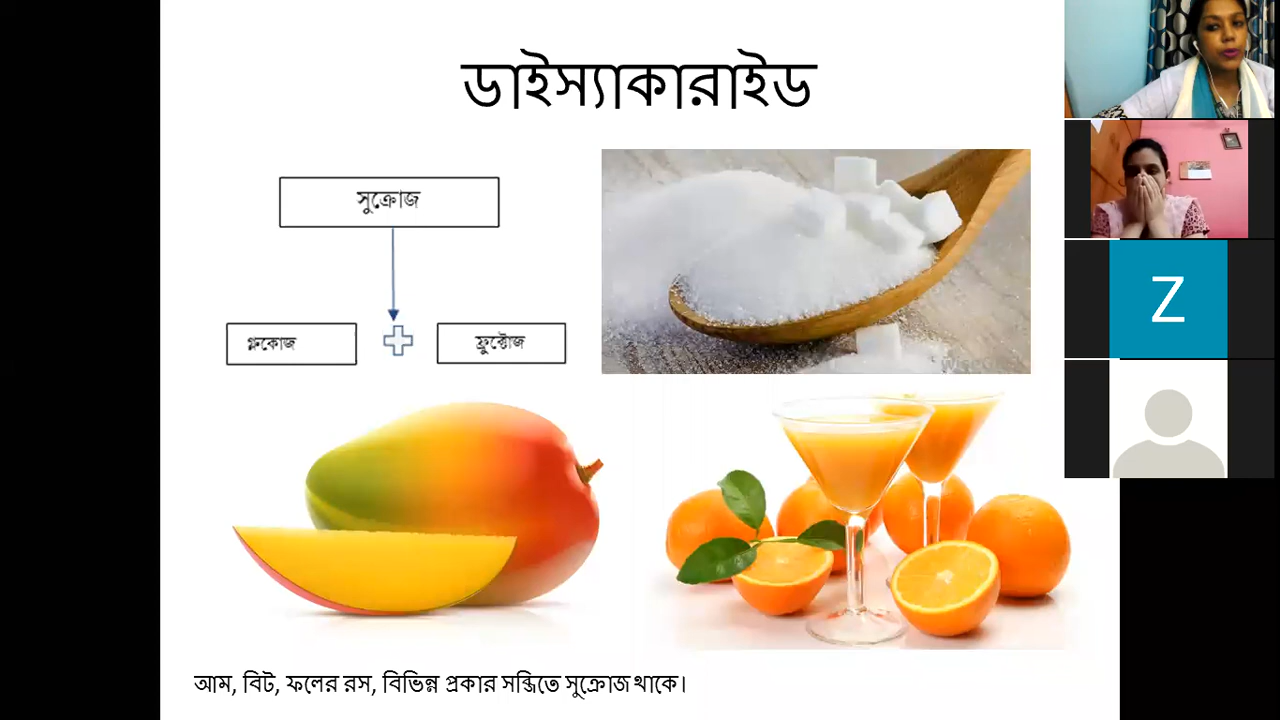 ডাইস্যাকারাইড
সুক্রোজ
গ্লুকোজ
ফ্রুক্টোজ
আম, বিট, ফলের রস, বিভিন্ন প্রকার সব্জিতে সুক্রোজ থাকে।
Z